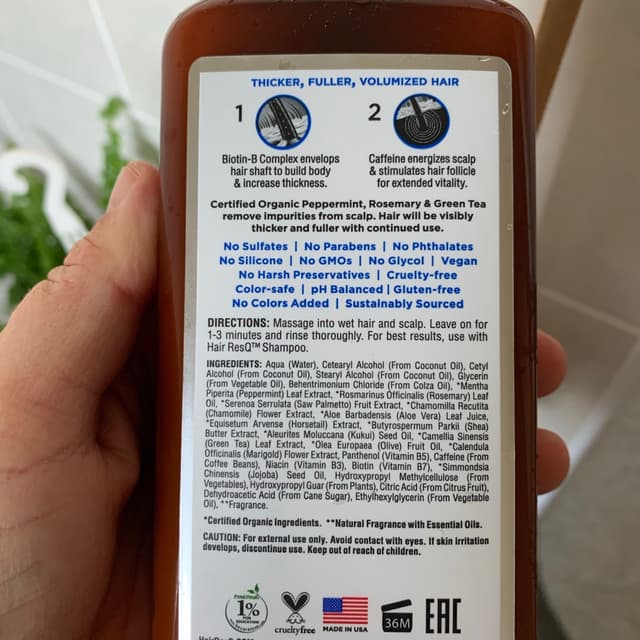 THICKER, FULLER, VOLUMIZED HAIR
1
Biotin-B Complex envelops
hair shaft to build body
& increase thickness.
2
Caffeine energizes scalp
& stimulates hair follicle
for extended vitality.
Certified Organic Peppermint, Rosemary & Green Tea
remove impurities from scalp. Hair will be visibly
thicker and fuller with continued use.
No Sulfates | No Parabens | No Phthalates
No Silicone | No GMOs | No Glycol | Vegan
No Harsh Preservatives | Cruelty-free
Color-safe | pH Balanced | Gluten-free
No Colors Added | Sustainably Sourced
DIRECTIONS: Massage into wet hair and scalp. Leave on for
1-3 minutes and rinse thoroughly. For best results, use with
Hair ResQ™ Shampoo.
INGREDIENTS: Aqua (Water), Cetearyl Alcohol (From Coconut Oil), Cetyl
Alcohol (From Coconut Oil), Stearyl Alcohol (From Coconut Oil), Glycerin
(From Vegetable Oil), Behentrimonium Chloride (From Colza Oil), *Mentha
Piperita (Peppermint) Leaf Extract, *Rosmarinus Officinalis (Rosemary) Leaf
Oil, *Serenoa Serrulata (Saw Palmetto) Fruit Extract, *Chamomilla Recutita
(Chamomile) Flower Extract, *Aloe Barbadensis (Aloe Vera) Leaf Juice,
*Equisetum Arvense (Horsetail) Extract, *Butyrospermum Parkii (Shea)
Butter Extract, *Aleurites Moluccana (Kukui) Seed Oil, *Camellia Sinensis
(Green Tea) Leaf Extract, *Olea Europaea (Olive) Fruit Oil, *Calendula
Officinalis (Marigold) Flower Extract, Panthenol (Vitamin B5), Caffeine (From
Coffee Beans), Niacin (Vitamin B3), Biotin (Vitamin B7), *Simmondsia
Chinensis (Jojoba) Seed Oil, Hydroxypropyl Methylcellulose (From
Vegetables), Hydroxypropyl Guar (From Plants), Citric Acid (From Citrus Fruit),
Dehydroacetic Acid (From Cane Sugar), Ethylhexylglycerin (From Vegetable
Oil), **Fragrance.
*Certified Organic Ingredients. **Natural Fragrance with Essential Oils.
CAUTION: For external use only. Avoid contact with eyes. If skin irritation
develops, discontinue use. Keep out of reach of children.
1%
FOR
EDUCATION
crueltyfree
MADE IN USA
36M
EAC